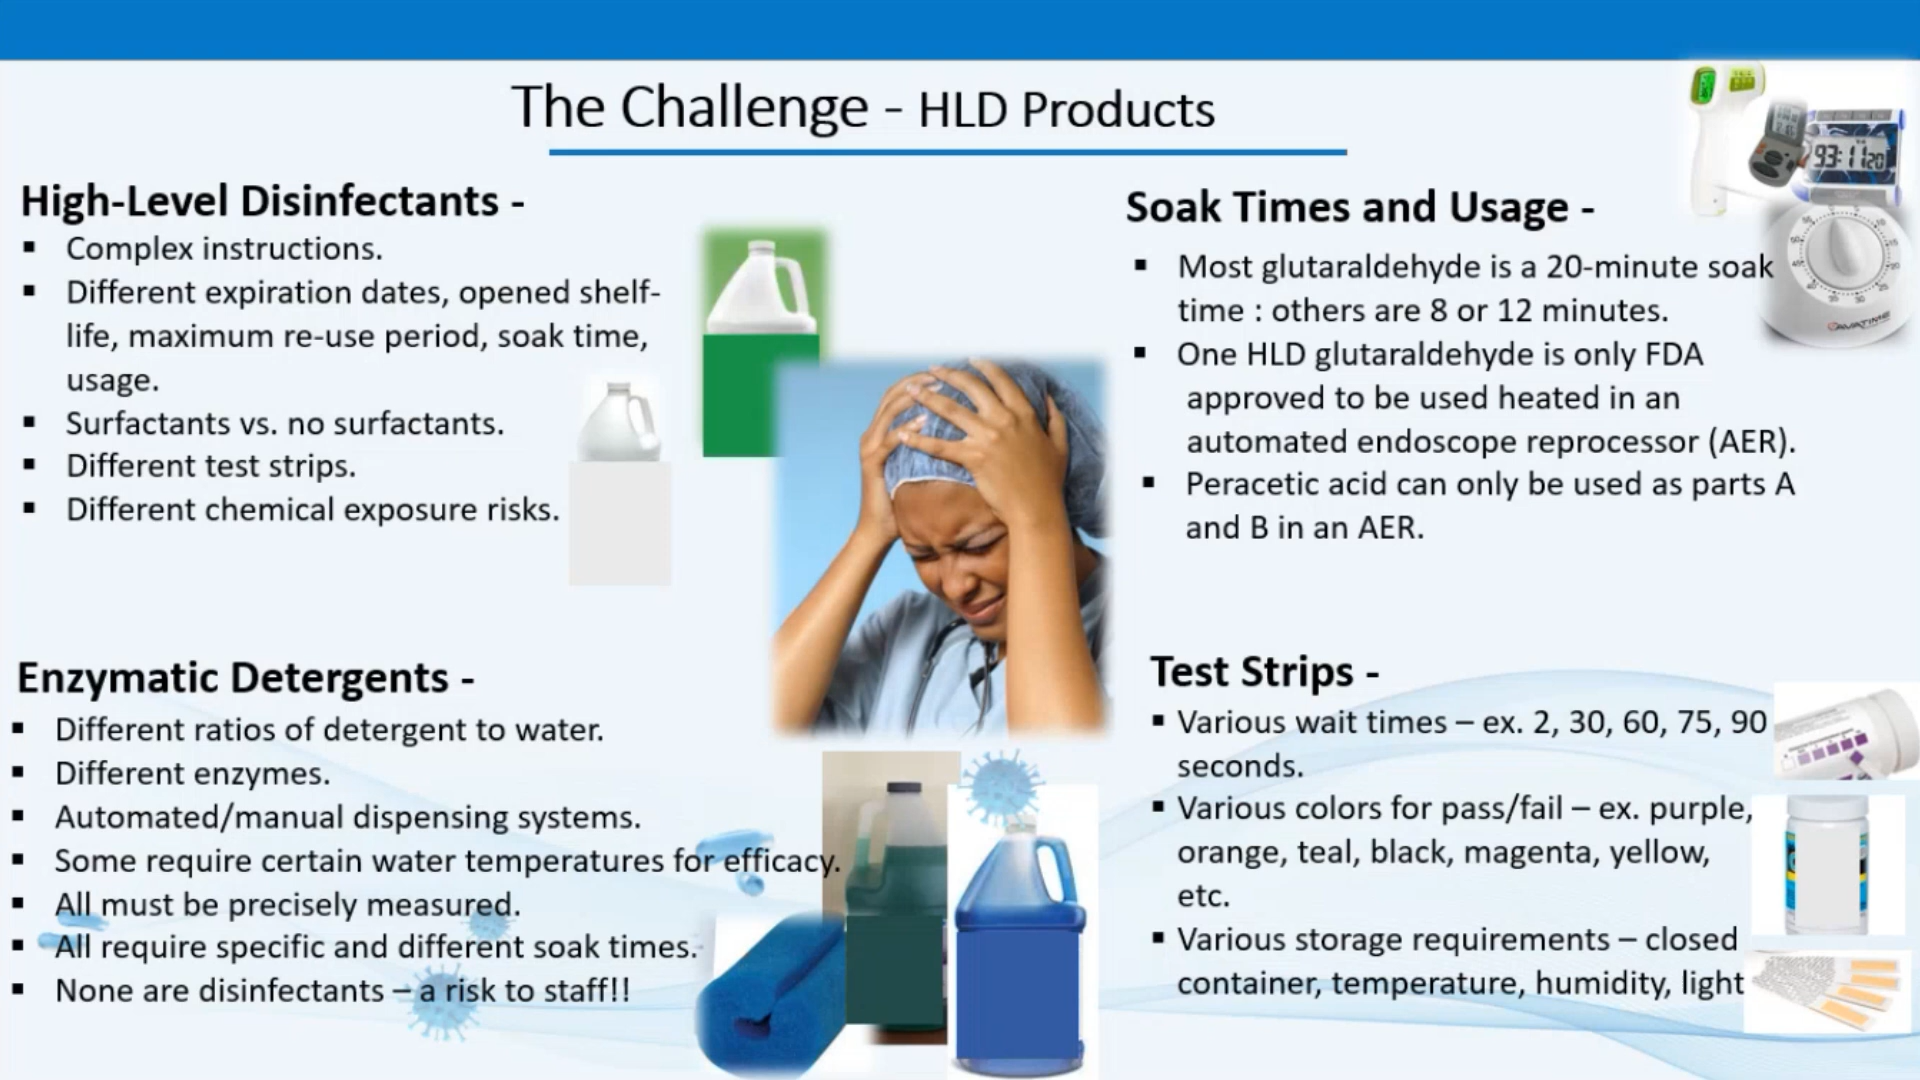 The Challenge - HLD Products
High-Level Disinfectants -
▪ Complex instructions.
▪ Different expiration dates, opened shelf-
life, maximum re-use period, soak time,
usage.
▪ Surfactants vs. no surfactants.
▪ Different test strips.
▪ Different chemical exposure risks.
Enzymatic Detergents -
▪ Different ratios of detergent to water.
▪ Different enzymes.
▪ Automated/manual dispensing systems.
▪ Some require certain water temperatures for efficacy.
▪ All must be precisely measured.
▪ All require specific and different soak times.
▪ None are disinfectants – a risk to staff!!
Soak Times and Usage -
▪ Most glutaraldehyde is a 20-minute soak
time : others are 8 or 12 minutes.
▪ One HLD glutaraldehyde is only FDA
approved to be used heated in an
automated endoscope reprocessor (AER).
▪ Peracetic acid can only be used as parts A
and B in an AER.
Test Strips -
▪ Various wait times – ex. 2, 30, 60, 75, 90
seconds.
▪ Various colors for pass/fail – ex. purple,
orange, teal, black, magenta, yellow,
etc.
▪ Various storage requirements – closed
container, temperature, humidity, light
93:1120